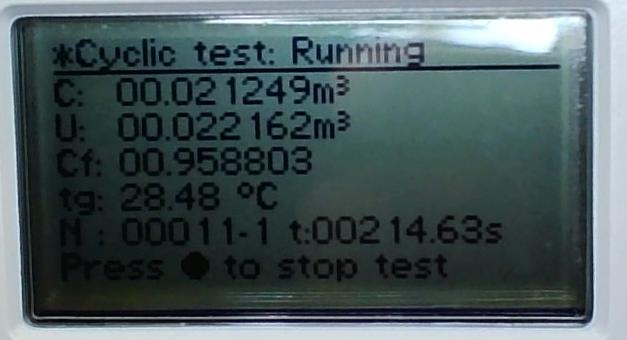 *Cyclic test: Running
C: 00.021249m³
U: 00.022162m³
Cf: 00.958803
tg: 28.48 °C
N : 00011-1 t:00214.63s
Press ● to stop test